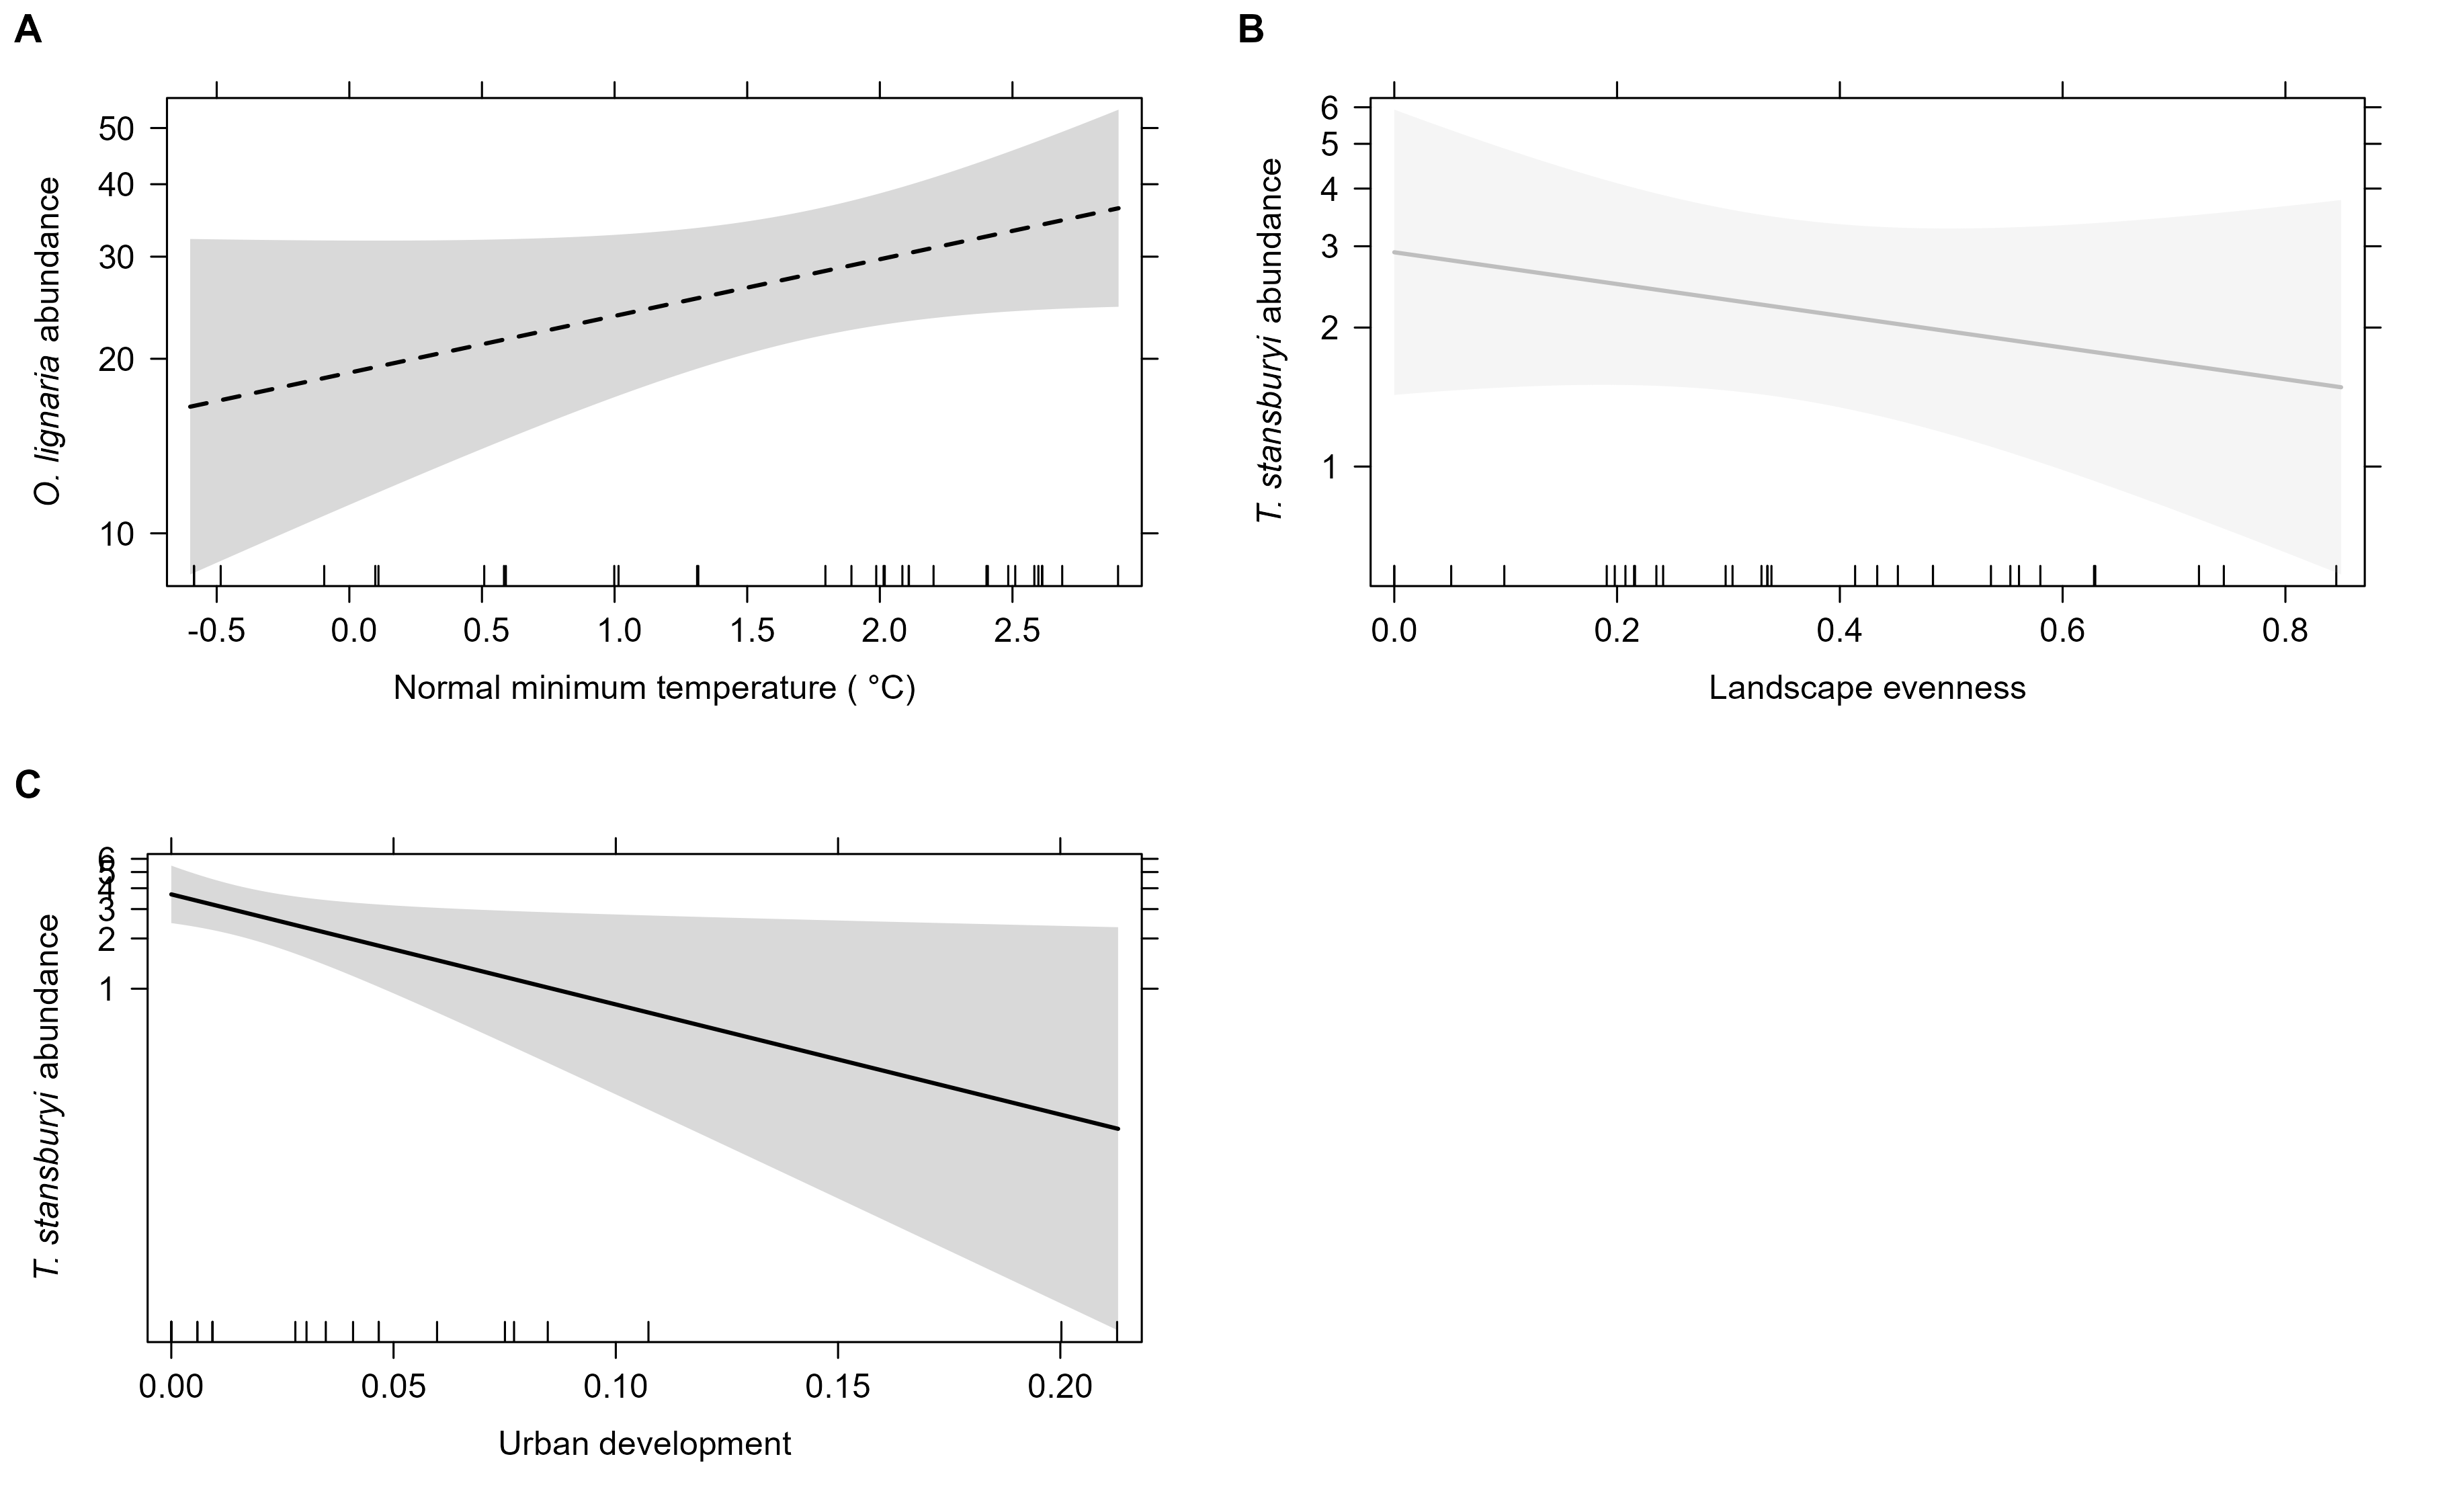 A
O. lignaria abundance
50
40
30
20
10
-0.5 0.0 0.5 1.0 1.5 2.0 2.5
Normal minimum temperature ( °C)
B
T. stansburyi abundance
6
5
4
3
2
1
0.0 0.2 0.4 0.6 0.8
Landscape evenness
C
T. stansburyi abundance
6
5
4
3
2
1
0.00 0.05 0.10 0.15 0.20
Urban development